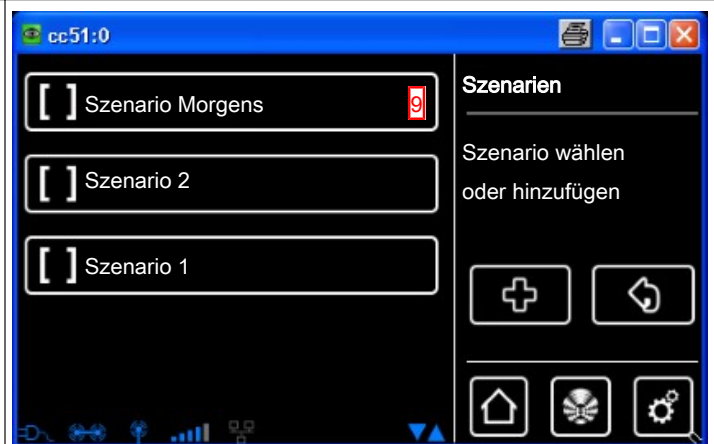 cc51:0
[ ] Szenario Morgens 9
[ ] Szenario 2
[ ] Szenario 1
Szenarien
Szenario wählen
oder hinzufügen